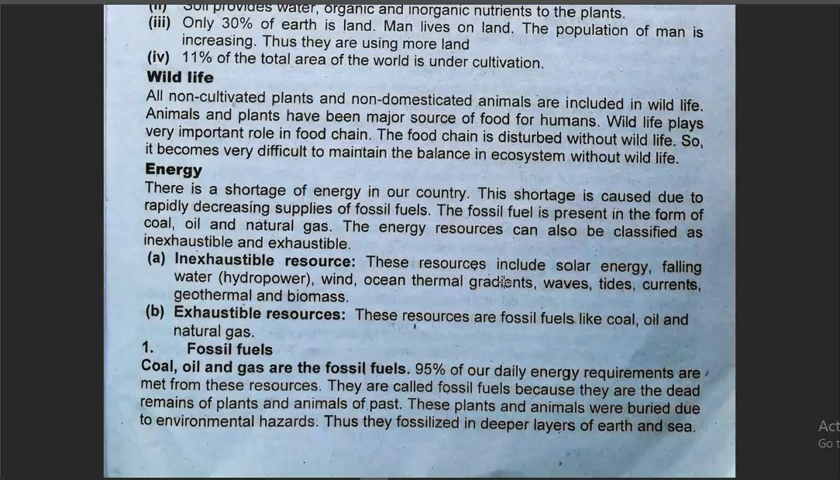 (ii) Soil provides water, organic and inorganic nutrients to the plants.
(iii) Only 30% of earth is land. Man lives on land. The population of man is
increasing. Thus they are using more land
(iv) 11% of the total area of the world is under cultivation.
Wild life
All non-cultivated plants and non-domesticated animals are included in wild life.
Animals and plants have been major source of food for humans. Wild life plays
very important role in food chain. The food chain is disturbed without wild life. So,
it becomes very difficult to maintain the balance in ecosystem without wild life.
Energy
There is a shortage of energy in our country. This shortage is caused due to
rapidly decreasing supplies of fossil fuels. The fossil fuel is present in the form of
coal, oil and natural gas. The energy resources can also be classified as
inexhaustible and exhaustible.
(a) Inexhaustible resource: These resources include solar energy, falling
water (hydropower), wind, ocean thermal gradients, waves, tides, currents,
geothermal and biomass.
(b) Exhaustible resources: These resources are fossil fuels like coal, oil and
natural gas.
1. Fossil fuels
Coal, oil and gas are the fossil fuels. 95% of our daily energy requirements are
met from these resources. They are called fossil fuels because they are the dead
remains of plants and animals of past. These plants and animals were buried due
to environmental hazards. Thus they fossilized in deeper layers of earth and sea.
Act
Go t